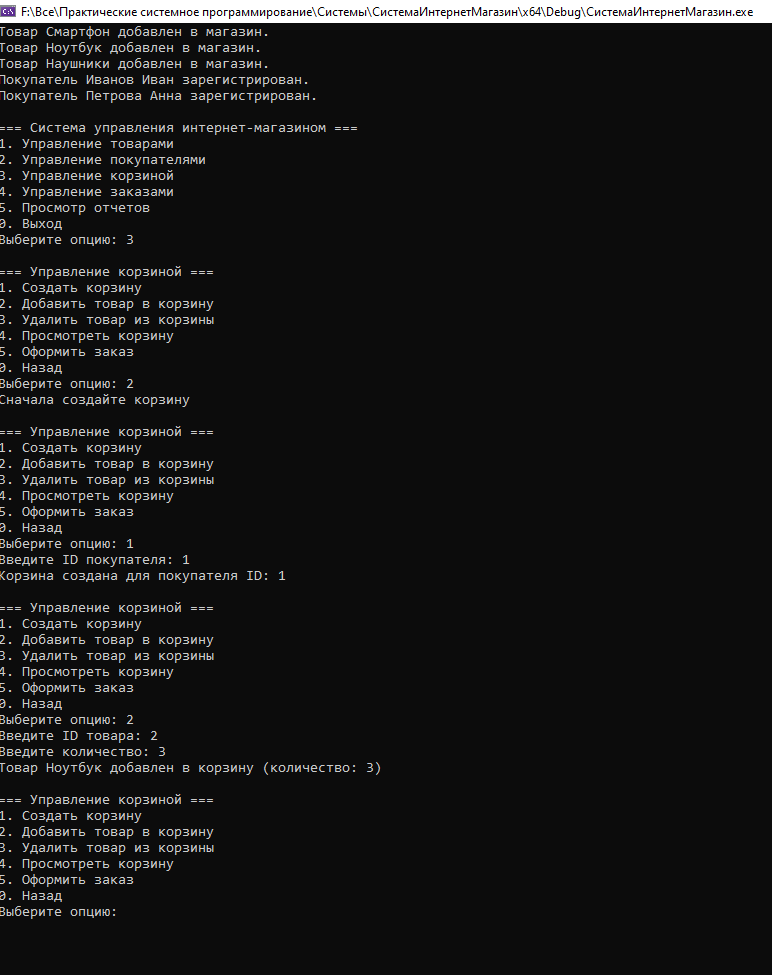 F:\Все\Практические системное программирование\Системы\СистемаИнтернетМагазин\x64\Debug\СистемаИнтернетМагазин.exe
Товар Смартфон добавлен в магазин.
Товар Ноутбук добавлен в магазин.
Товар Наушники добавлен в магазин.
Покупатель Иванов Иван зарегистрирован.
Покупатель Петрова Анна зарегистрирован.

=== Система управления интернет-магазином ===
1. Управление товарами
2. Управление покупателями
3. Управление корзиной
4. Управление заказами
5. Просмотр отчетов
0. Выход
Выберите опцию: 3

=== Управление корзиной ===
1. Создать корзину
2. Добавить товар в корзину
3. Удалить товар из корзины
4. Просмотреть корзину
5. Оформить заказ
0. Назад
Выберите опцию: 2
Сначала создайте корзину

=== Управление корзиной ===
1. Создать корзину
2. Добавить товар в корзину
3. Удалить товар из корзины
4. Просмотреть корзину
5. Оформить заказ
0. Назад
Выберите опцию: 1
Введите ID покупателя: 1
Корзина создана для покупателя ID: 1

=== Управление корзиной ===
1. Создать корзину
2. Добавить товар в корзину
3. Удалить товар из корзины
4. Просмотреть корзину
5. Оформить заказ
0. Назад
Выберите опцию: 2
Введите ID товара: 2
Введите количество: 3
Товар Ноутбук добавлен в корзину (количество: 3)

=== Управление корзиной ===
1. Создать корзину
2. Добавить товар в корзину
3. Удалить товар из корзины
4. Просмотреть корзину
5. Оформить заказ
0. Назад
Выберите опцию: